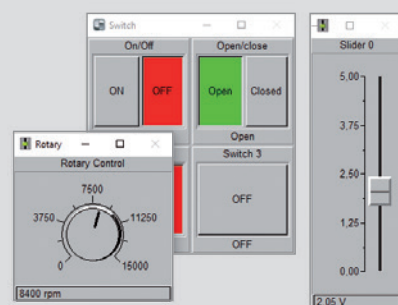 Switch
On/Off
Open/close
ON
OFF
Open
Closed
Open
Switch 3
OFF
OFF
Rotary
Rotary Control
7500
3750
11250
0
15000
8400 rpm
Slider 0
5,00
3,75
2,50
1,25
0,00
2.05 V